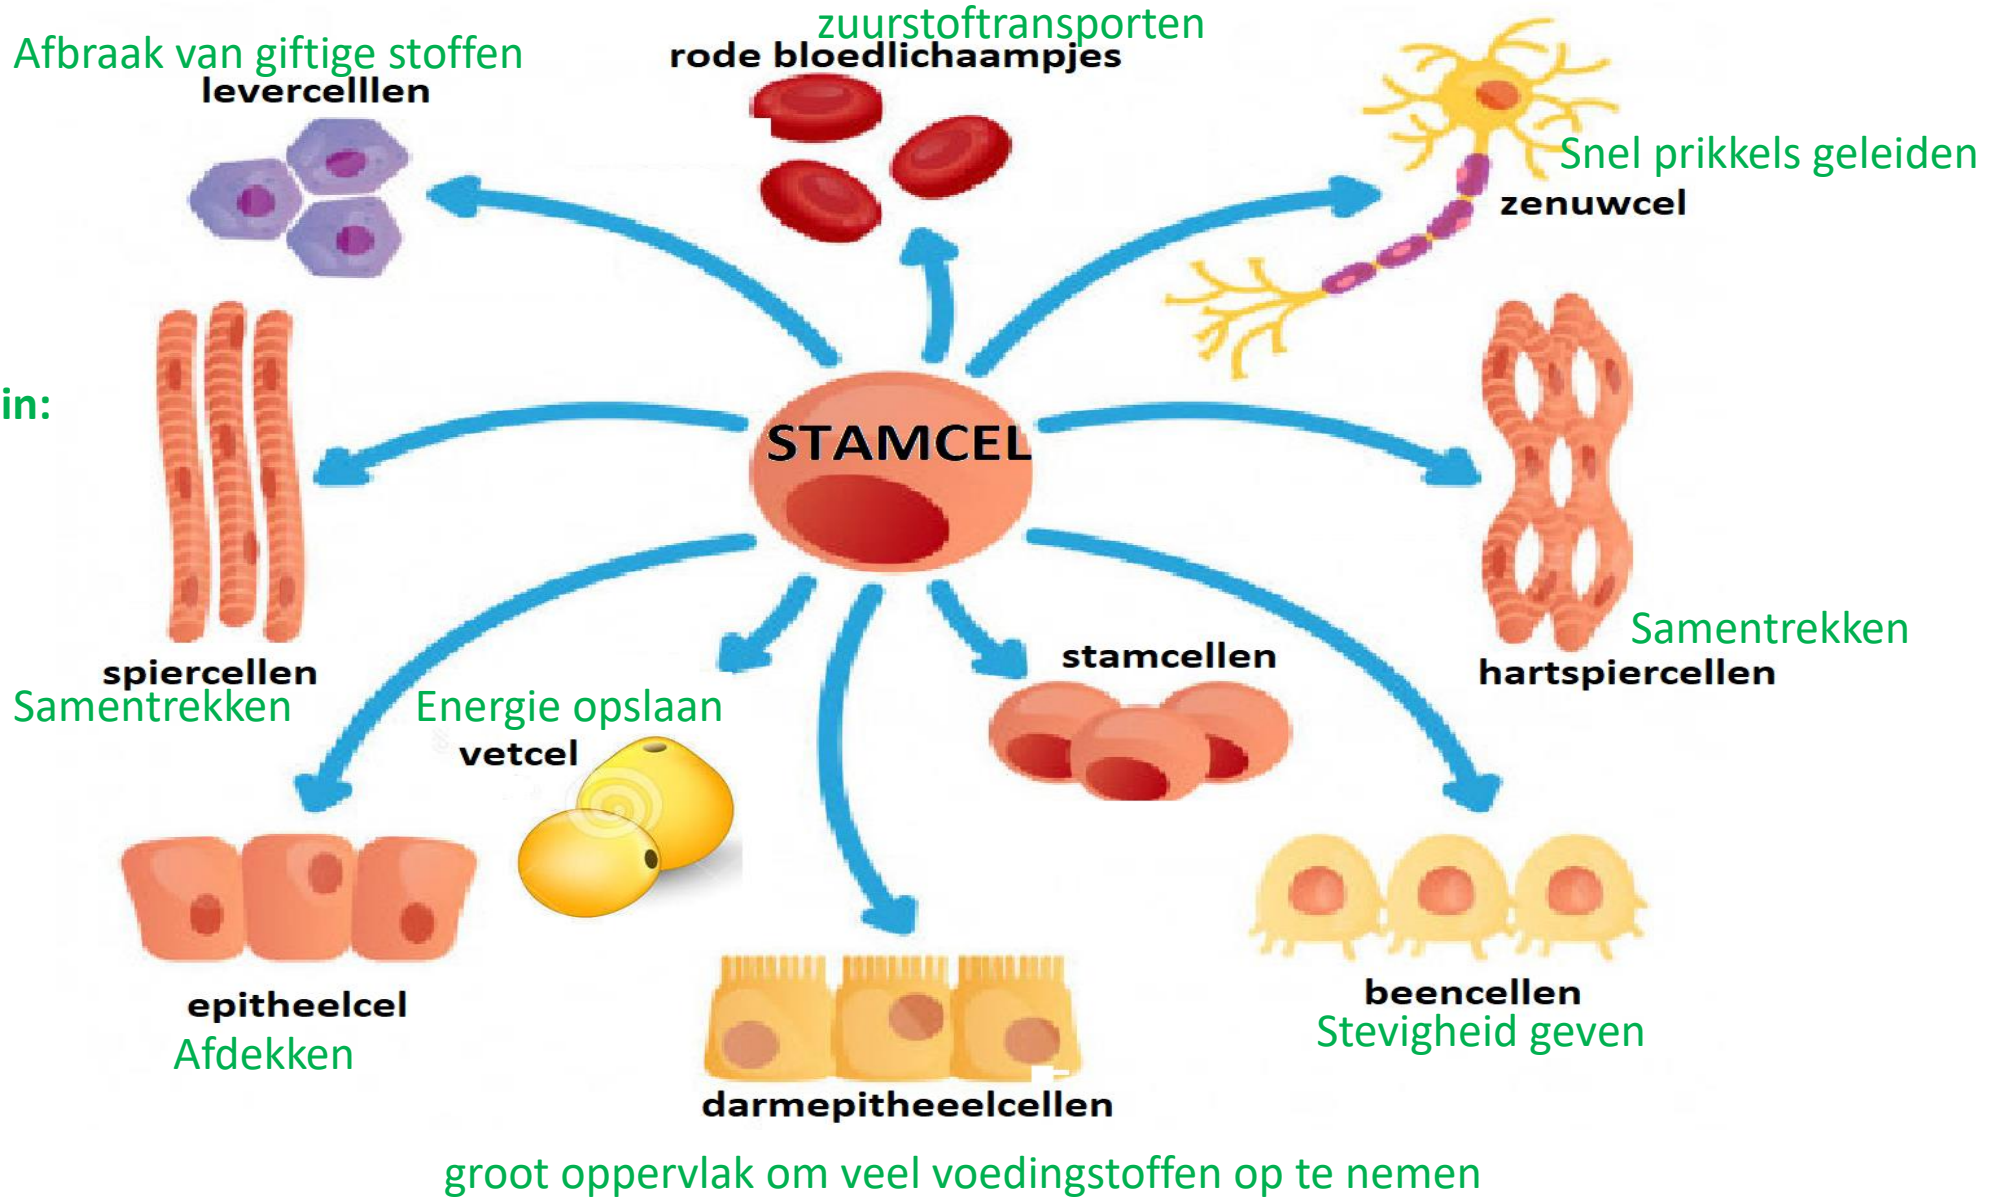 zuurstoftransporten
Afbraak van giftige stoffen
rode bloedlichaampjes
levercelllen
Snel prikkels geleiden
zenuwcel
in:
STAMCEL
Samentrekken
stamcellen
spiercellen
hartspiercellen
Samentrekken
Energie opslaan
vetcel
epitheelcel
beencellen
Stevigheid geven
Afdekken
darmepitheeelcellen
groot oppervlak om veel voedingstoffen op te nemen